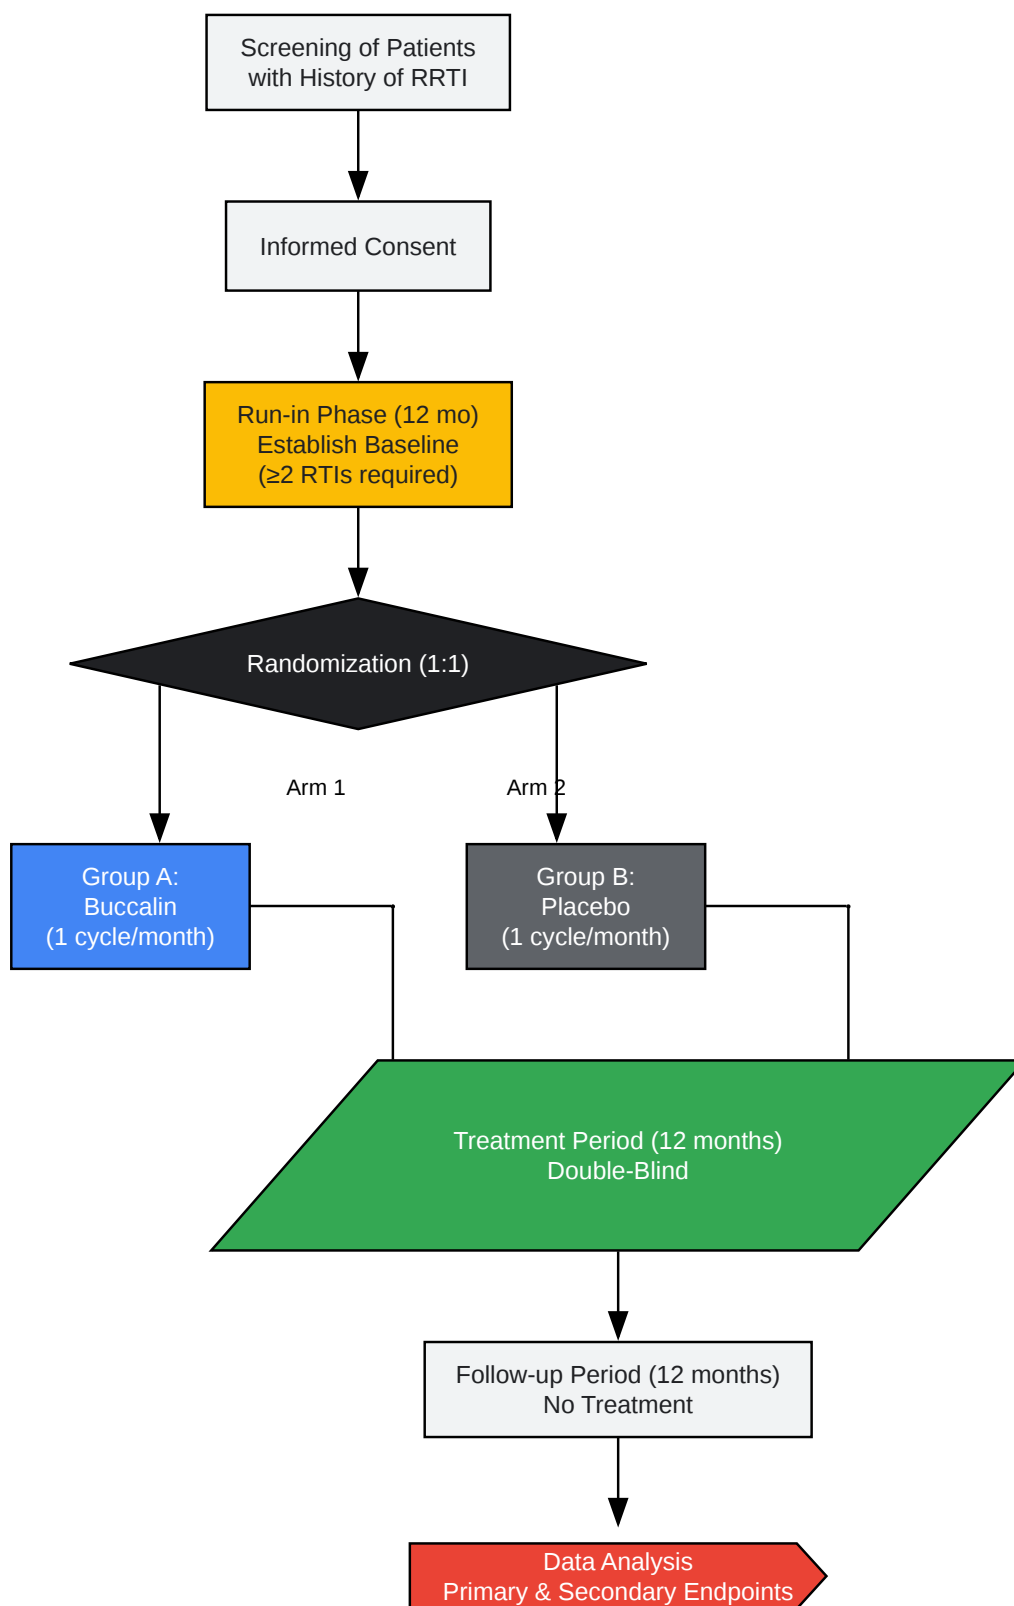 Screening of Patients
with History of RRTI
Informed Consent
Run-in Phase (12 mo)
Establish Baseline
(≥2 RTIs required)
Randomization (1:1)
Arm 1
Arm 2
Group A:
Buccalin
(1 cycle/month)
Group B:
Placebo
(1 cycle/month)
Treatment Period (12 months)
Double-Blind
Follow-up Period (12 months)
No Treatment
Data Analysis
Primary & Secondary Endpoints